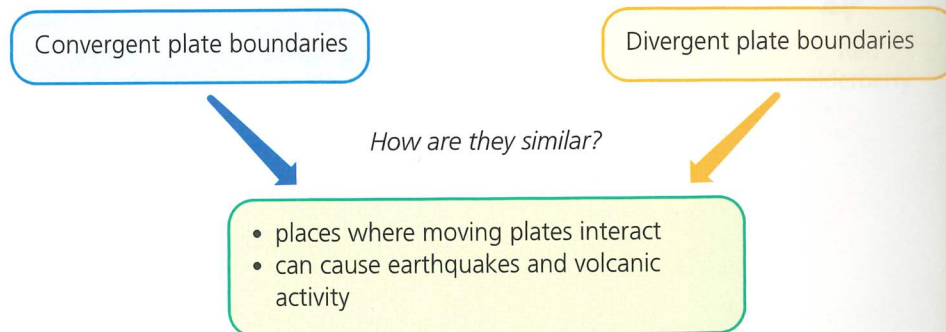 Convergent plate boundaries
Divergent plate boundaries
How are they similar?
• places where moving plates interact
• can cause earthquakes and volcanic
activity